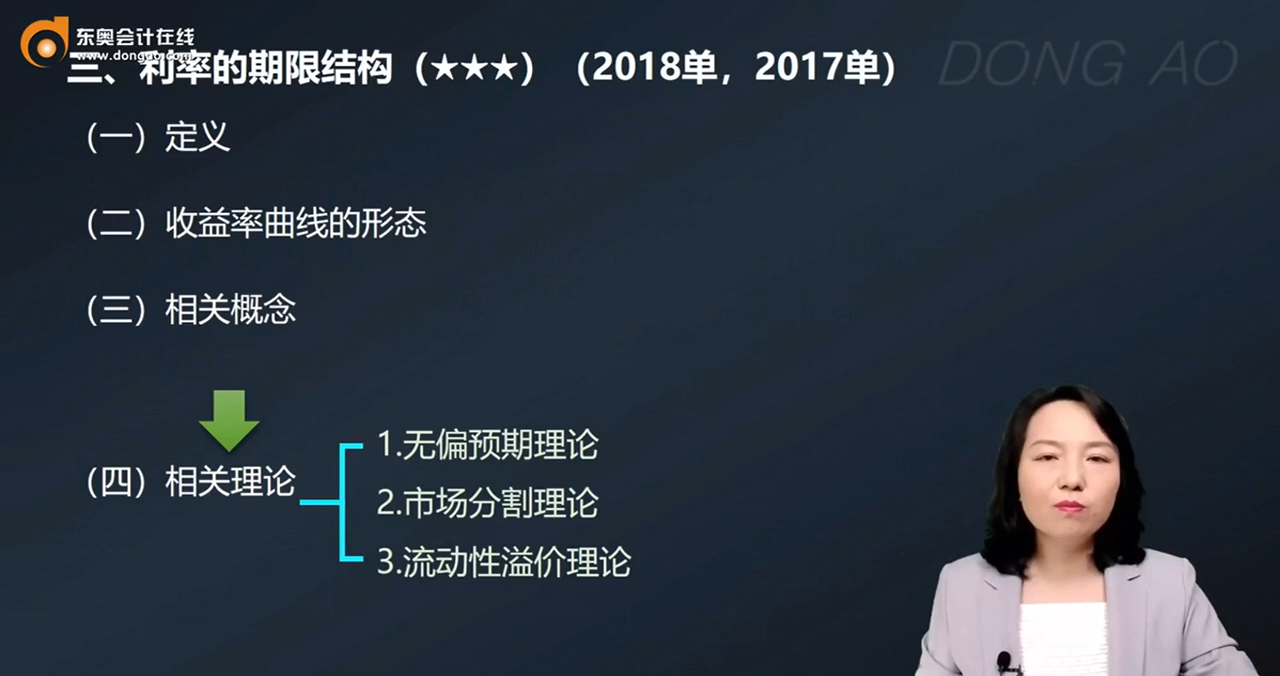 东奥会计在线
www.dongao.com
三、利率的期限结构（★★★）（2018单，2017单）
DONG AO
（一）定义
（二）收益率曲线的形态
（三）相关概念
（四）相关理论
1.无偏预期理论
2.市场分割理论
3.流动性溢价理论